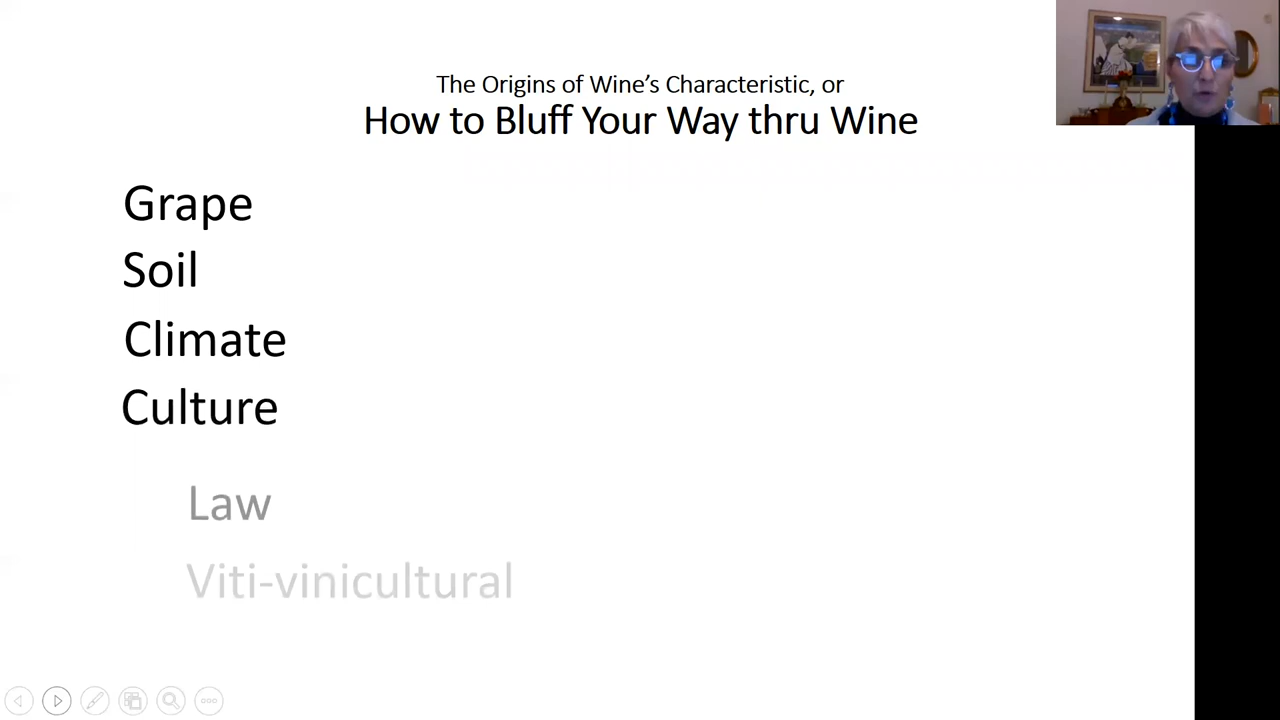 The Origins of Wine's Characteristic, or
How to Bluff Your Way thru Wine
Grape
Soil
Climate
Culture
Law
Viti-vinicultural